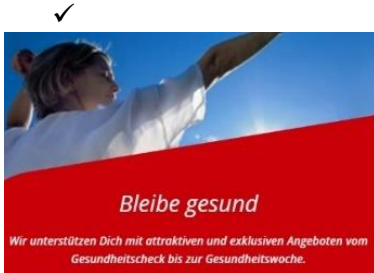 Bleibe gesund
Wir unterstützen Dich mit attraktiven und exklusiven Angeboten vom
Gesundheitscheck bis zur Gesundheitswoche.